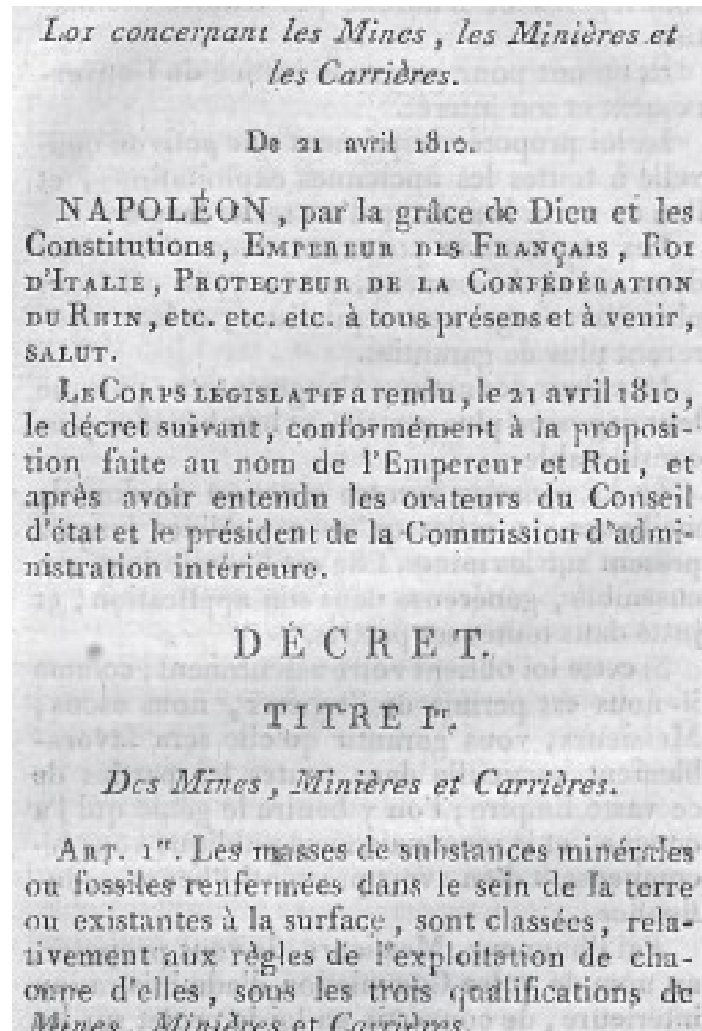 Loi concernant les Mines, les Minières et
les Carrières.
De 21 avril 1810.
NAPOLÉON, par la grâce de Dieu et les
Constitutions, EMPEREUR DES FRANÇAIS, ROI
D'ITALIE, PROTECTEUR DE LA CONFÉDÉRATION
DU RHIN, etc. etc. etc. à tous présens et à venir,
SALUT.
LE CORPS LÉGISLATIF a rendu, le 21 avril 1810,
le décret suivant, conformément à la proposi-
tion faite au nom de l'Empereur et Roi, et
après avoir entendu les orateurs du Conseil
d'état et le président de la Commission d'admi-
nistration intérieure.
DÉCRET.
TITRE Ier.
Des Mines, Minières et Carrières.
ART. 1er. Les masses de substances minérales
ou fossiles renfermées dans le sein de la terre
ou existantes à la surface, sont classées, rela-
tivement aux règles de l'exploitation de cha-
cune d'elles, sous les trois qualifications de
Mines, Minières et Carrières.